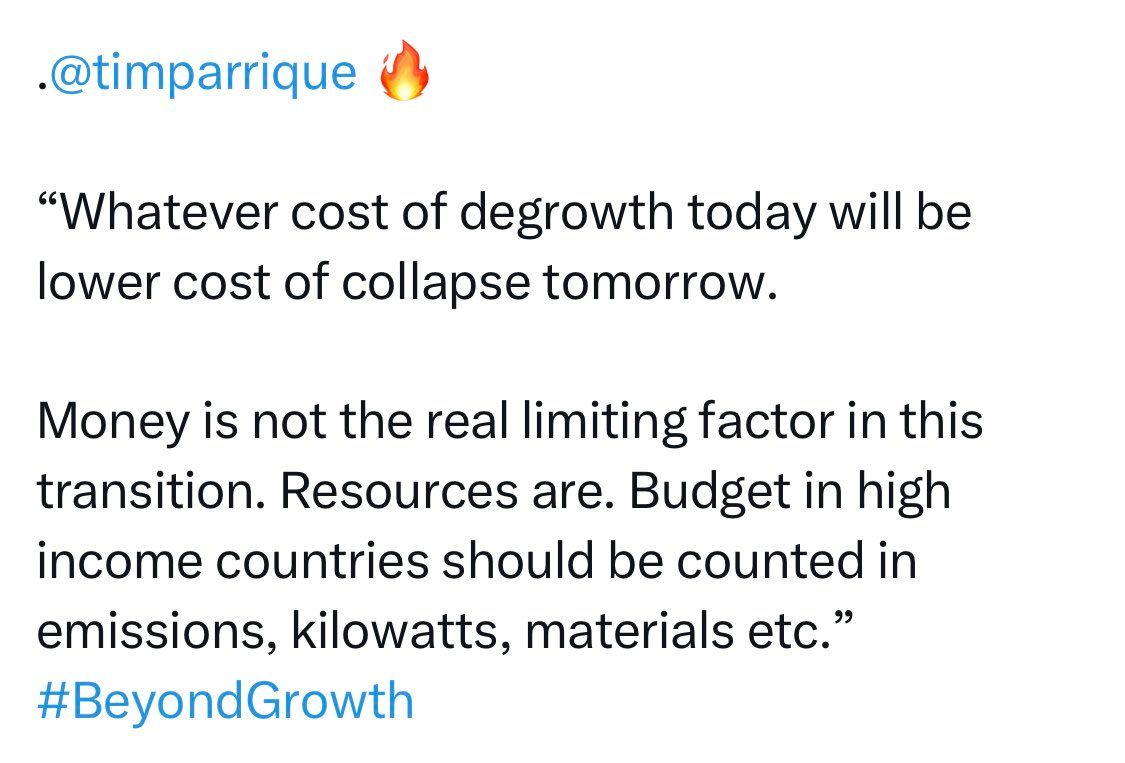 .@timparrique 🔥
“Whatever cost of degrowth today will be
lower cost of collapse tomorrow.
Money is not the real limiting factor in this
transition. Resources are. Budget in high
income countries should be counted in
emissions, kilowatts, materials etc.”
#BeyondGrowth